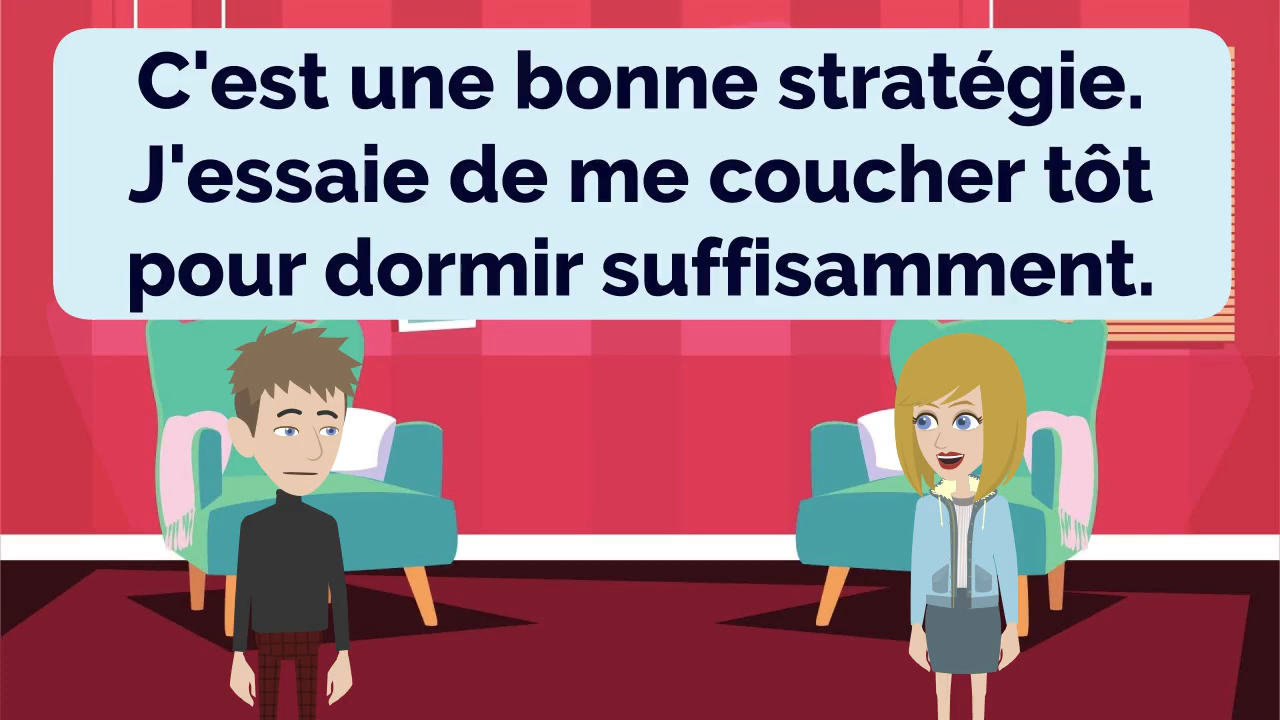 C'est une bonne stratégie.
J'essaie de me coucher tôt
pour dormir suffisamment.